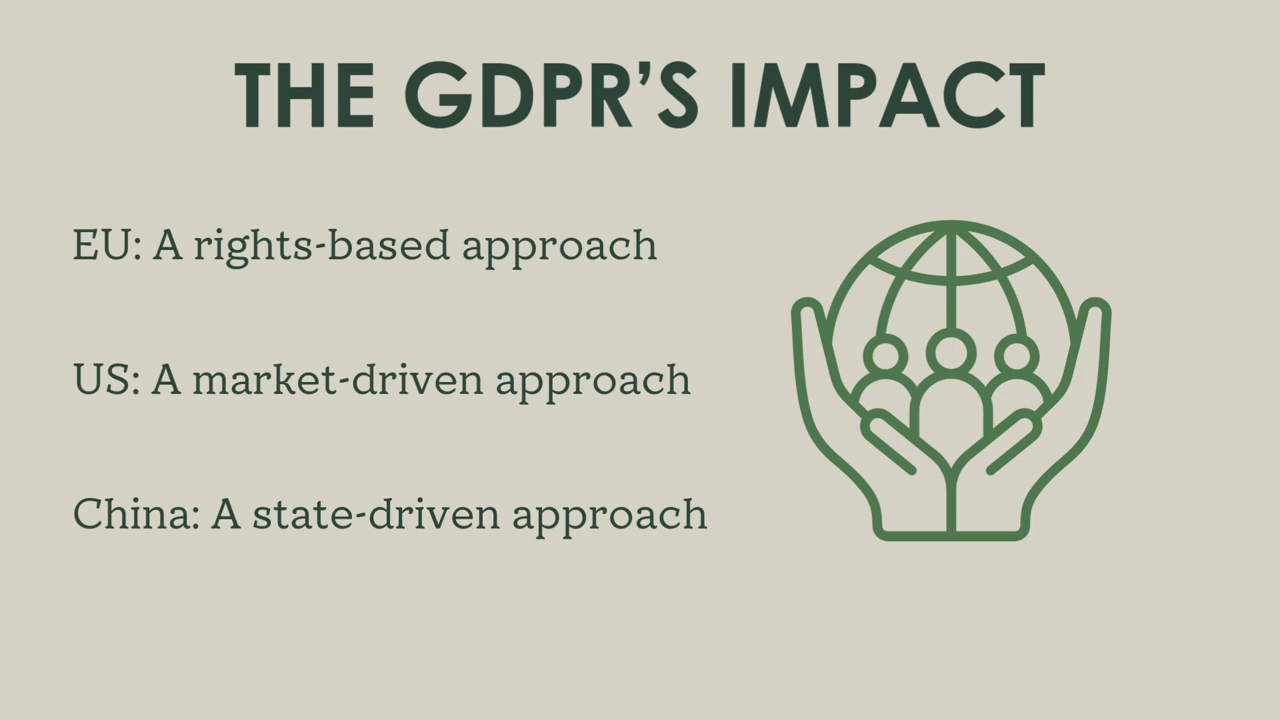 THE GDPR’S IMPACT
EU: A rights-based approach
US: A market-driven approach
China: A state-driven approach